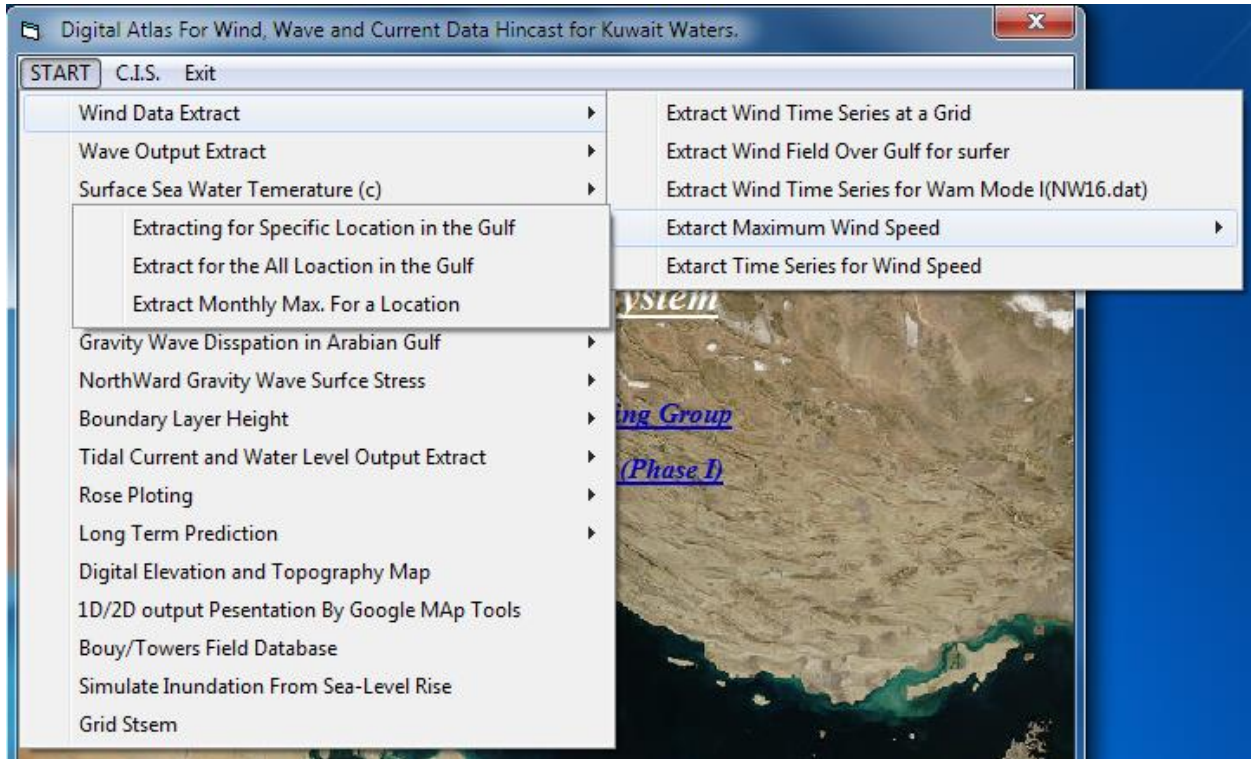 Digital Atlas For Wind, Wave and Current Data Hincast for Kuwait Waters.
START C.I.S. Exit
Wind Data Extract
Wave Output Extract
Surface Sea Water Temerature (c)
Extract Wind Time Series at a Grid
Extract Wind Field Over Gulf for surfer
Extract Wind Time Series for Wam Mode l(NW16.dat)
Extarct Maximum Wind Speed
Extarct Time Series for Wind Speed
Extracting for Specific Location in the Gulf
Extract for the All Loaction in the Gulf
Extract Monthly Max. For a Location
Gravity Wave Disspation in Arabian Gulf
NorthWard Gravity Wave Surfce Stress
Boundary Layer Height
Tidal Current and Water Level Output Extract
Rose Ploting
Long Term Prediction
Digital Elevation and Topography Map
1D/2D output Pesentation By Google MAp Tools
Bouy/Towers Field Database
Simulate Inundation From Sea-Level Rise
Grid Stsem
ystem
ing Group
(Phase I)